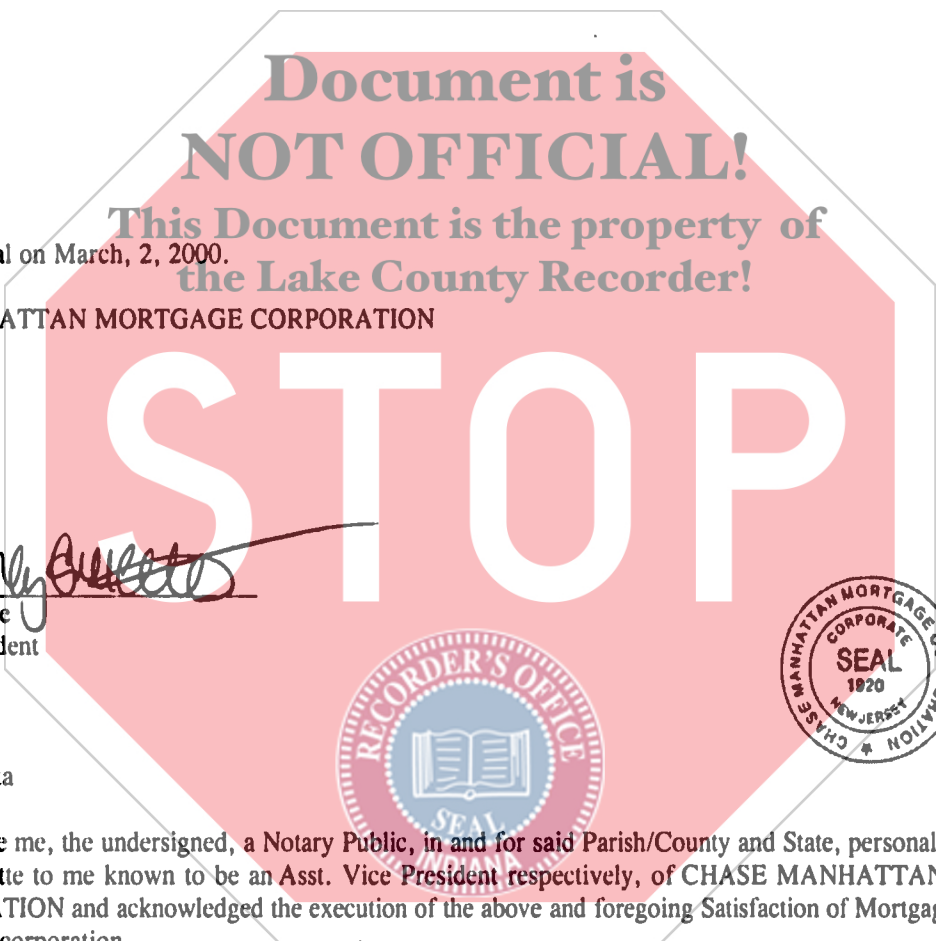 Document is
NOT OFFICIAL!
This Document is the property of
the Lake County Recorder!
al on March, 2, 2000.
ATTAN MORTGAGE CORPORATION
STOP
dent
CHASE MANHATTAN MORTGAGE
CORPORATE
SEAL
1920
NEW JERSEY
RECORDER'S OFFICE
SEAL
INDIANA
e me, the undersigned, a Notary Public, in and for said Parish/County and State, personal
tte to me known to be an Asst. Vice President respectively, of CHASE MANHATTAN
TION and acknowledged the execution of the above and foregoing Satisfaction of Mortgag
corporation